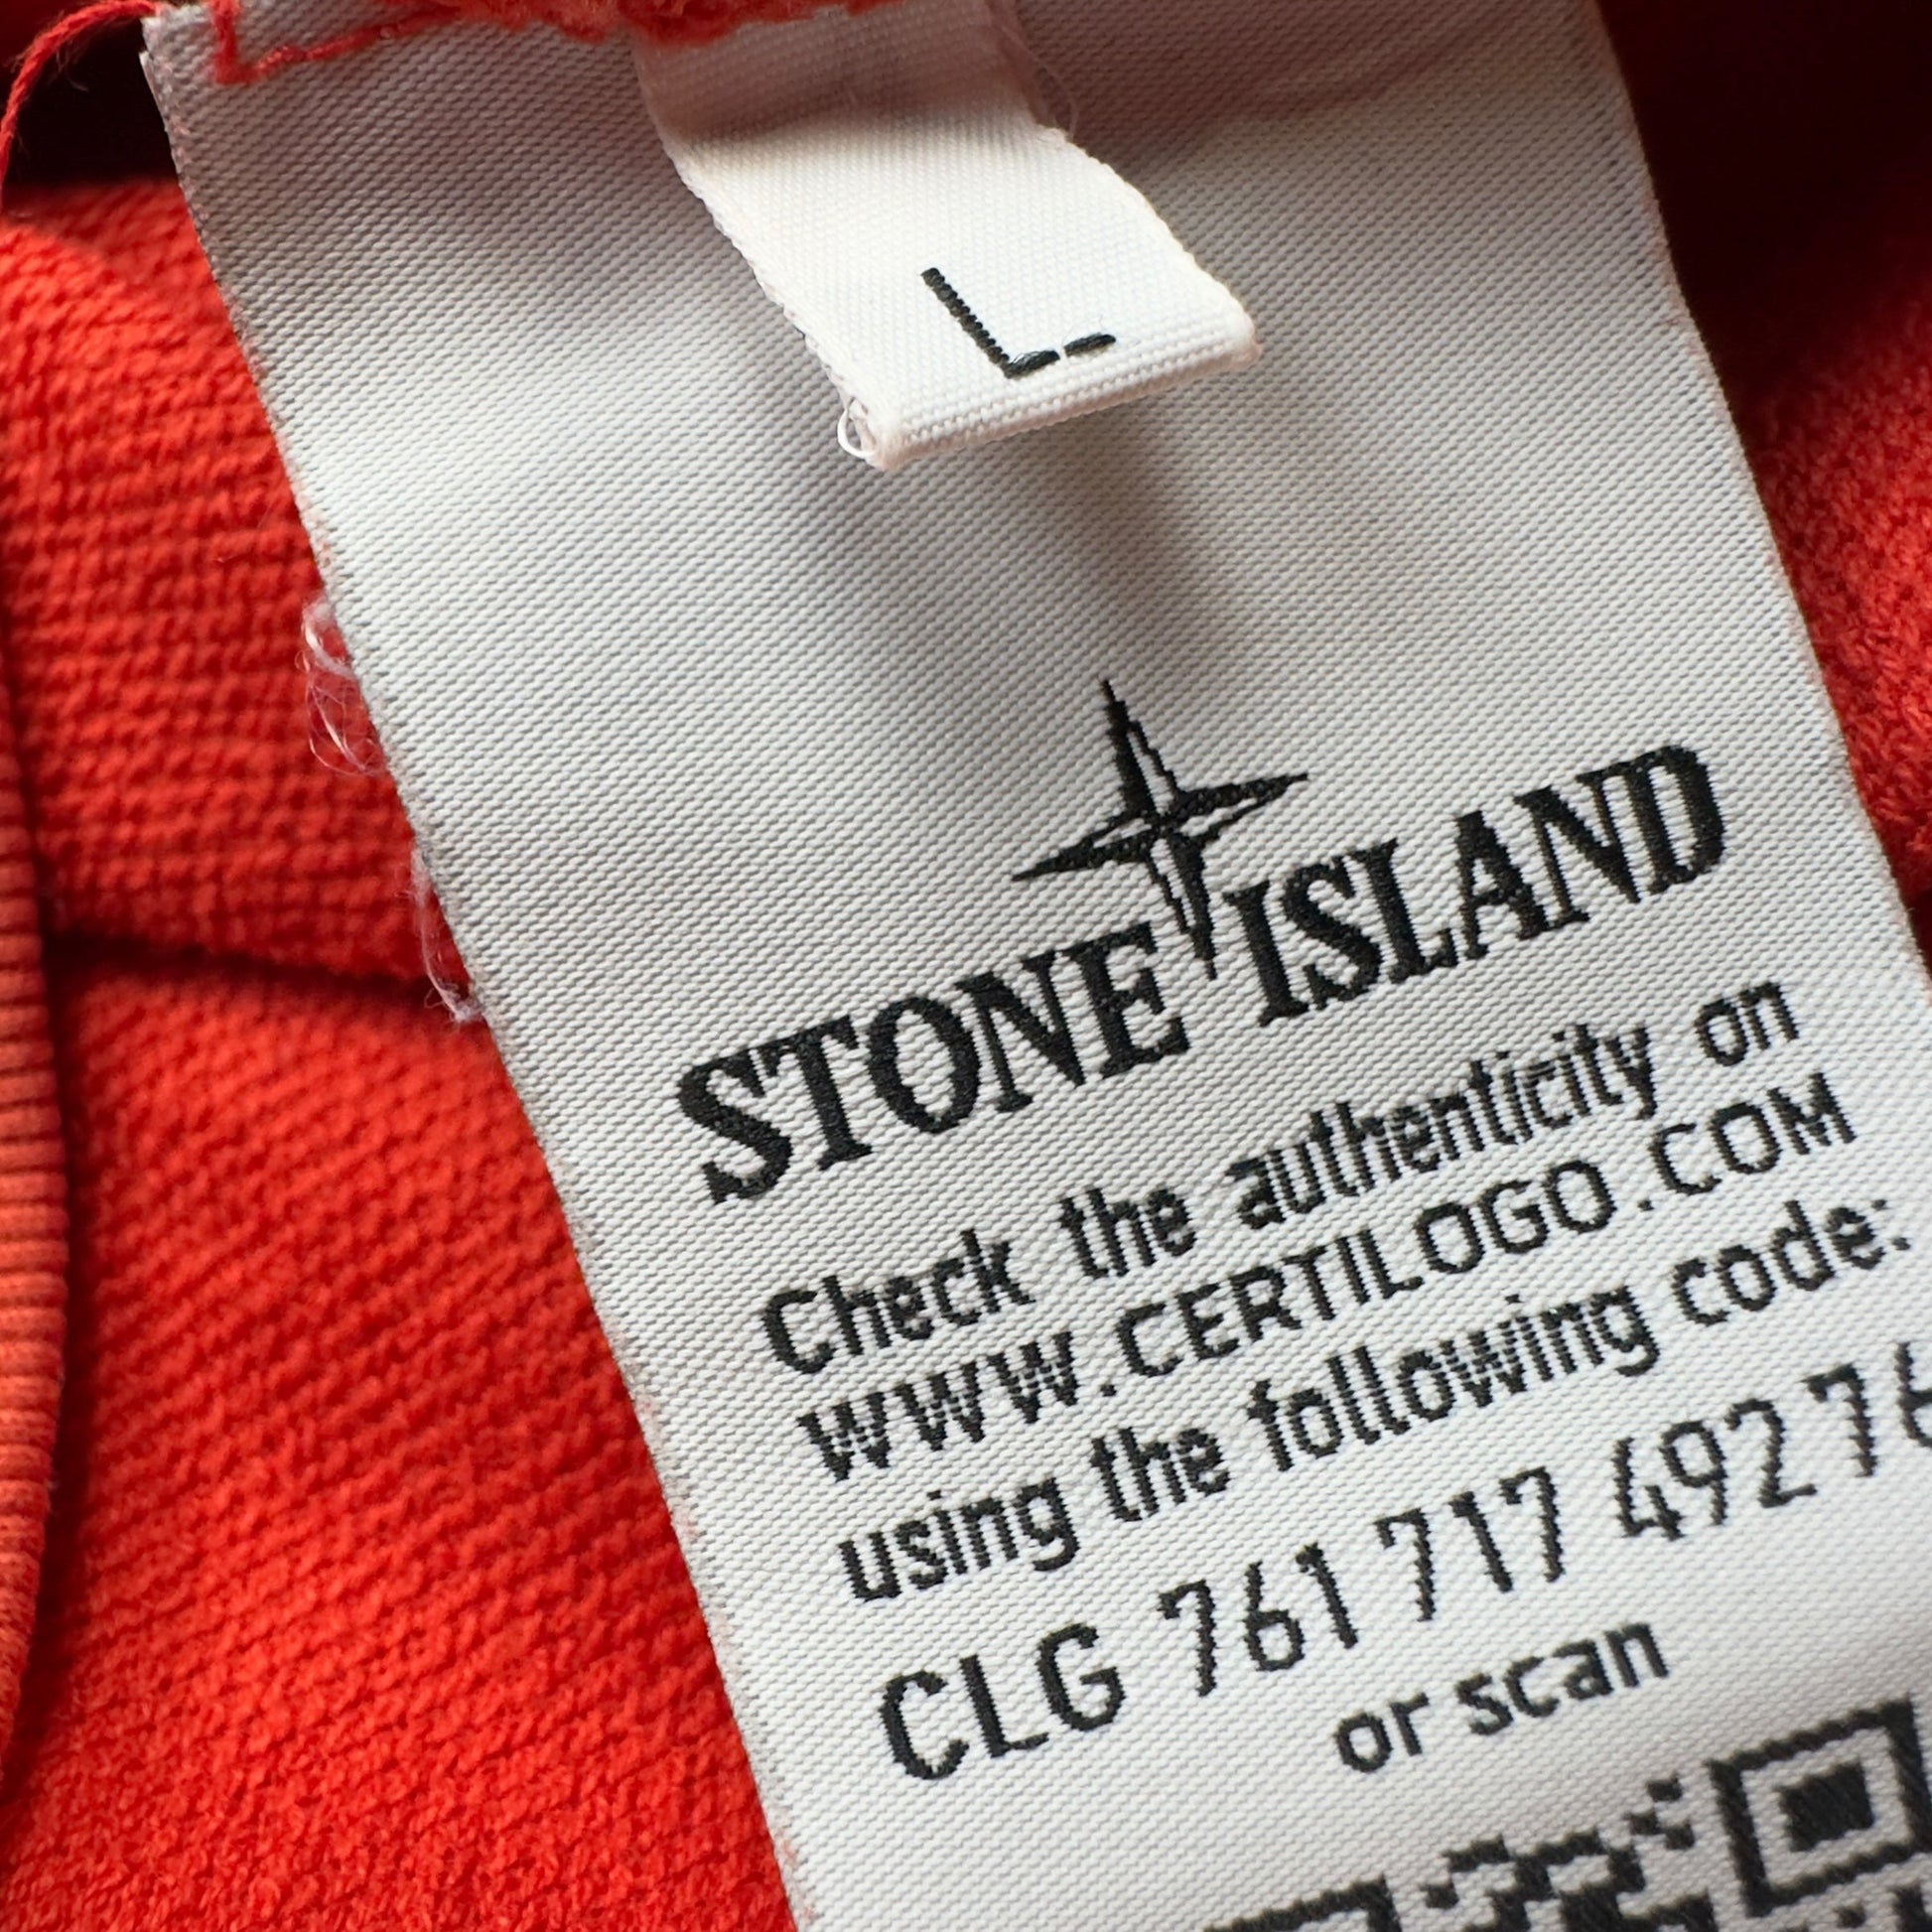 L
STONE ISLAND
Check the authenticity on
WWW.CERTILOGO.COM
using the following code:
CLG 761 717 492 76
or scan